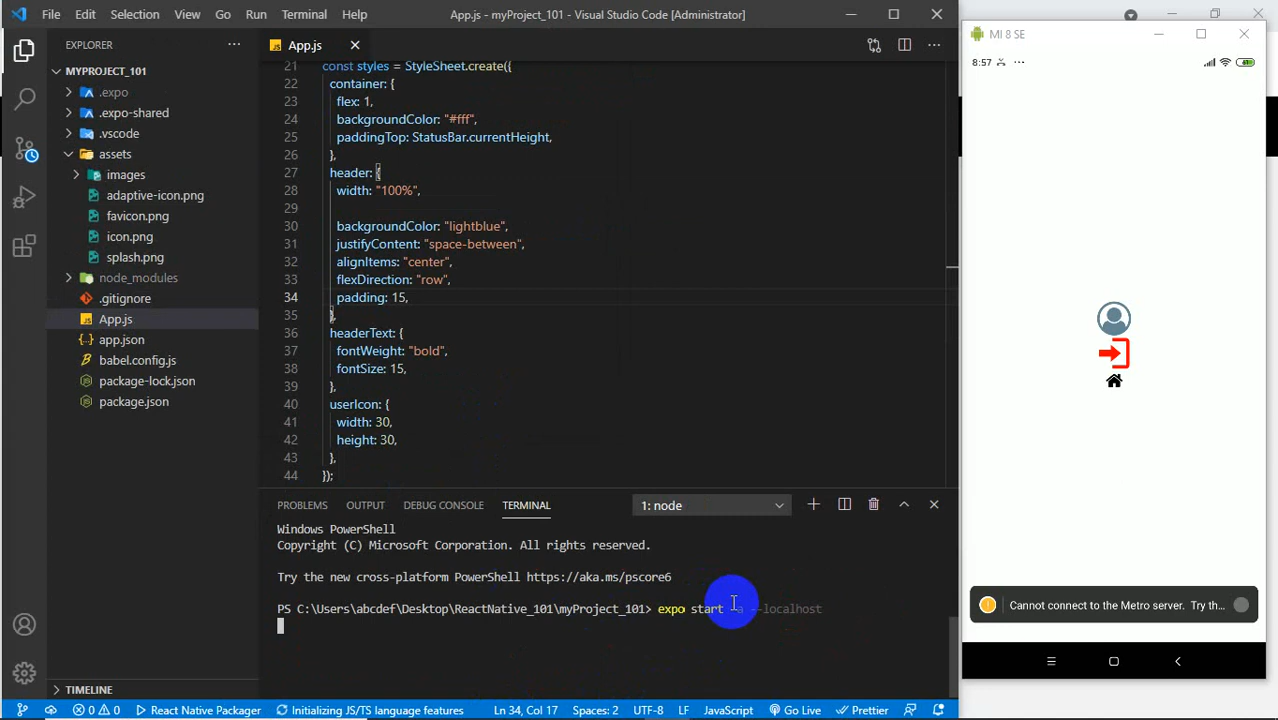 File Edit Selection View Go Run Terminal Help
App.js - myProject_101 - Visual Studio Code [Administrator]
EXPLORER
MYPROJECT_101
.expo
.expo-shared
.vscode
assets
images
adaptive-icon.png
favicon.png
icon.png
splash.png
node_modules
.gitignore
App.js
app.json
babel.config.js
package-lock.json
package.json
TIMELINE
JS App.js
21 const styles = StyleSheet.create({
22 container: {
23 flex: 1,
24 backgroundColor: "#fff",
25 paddingTop: StatusBar.currentHeight,
26 },
27 header: {
28 width: "100%",
29
30 backgroundColor: "lightblue",
31 justifyContent: "space-between",
32 alignItems: "center",
33 flexDirection: "row",
34 padding: 15,
35 },
36 headerText: {
37 fontWeight: "bold",
38 fontSize: 15,
39 },
40 userIcon: {
41 width: 30,
42 height: 30,
43 },
44 });
PROBLEMS OUTPUT DEBUG CONSOLE TERMINAL
1: node
Windows PowerShell
Copyright (C) Microsoft Corporation. All rights reserved.
Try the new cross-platform PowerShell https://aka.ms/pscore6
PS C:\Users\abcdef\Desktop\ReactNative_101\myProject_101> expo start -a --localhost
0 0 React Native Packager Initializing JS/TS language features Ln 34, Col 17 Spaces: 2 UTF-8 LF JavaScript Go Live Prettier
MI 8 SE
8:57
Cannot connect to the Metro server. Try th...